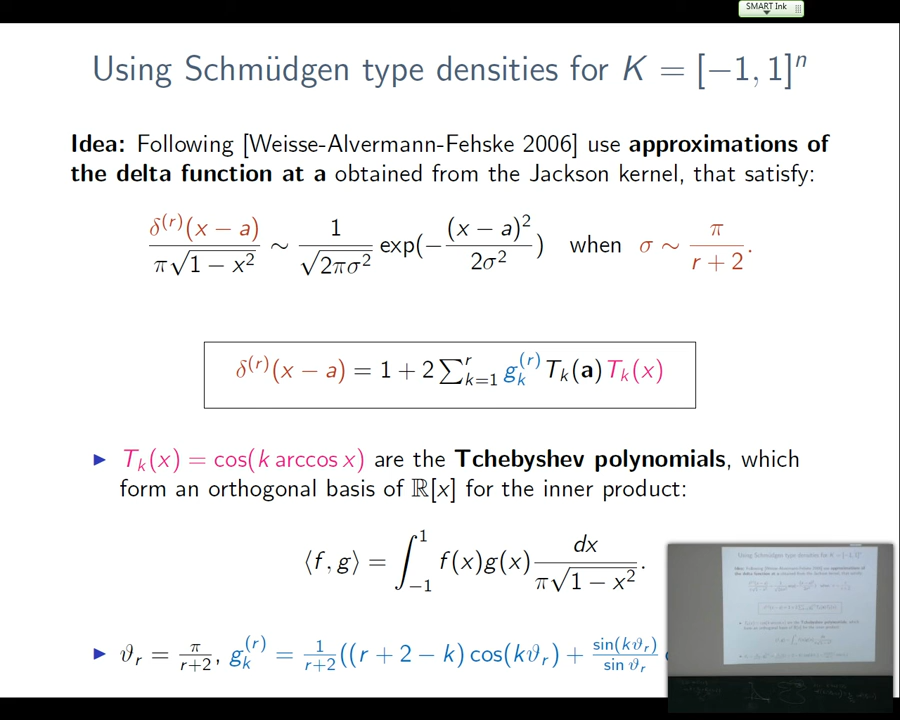 SMART Ink
Using Schmüdgen type densities for K = [−1, 1]ⁿ
Idea: Following [Weisse-Alvermann-Fehske 2006] use approximations of
the delta function at a obtained from the Jackson kernel, that satisfy:
δ^(r)(x − a) / π√(1 − x²) ∼ 1/√(2πσ²) exp(−(x − a)²/2σ²) when σ ∼ π/(r + 2).
δ^(r)(x − a) = 1 + 2 ∑_{k=1}^{r} g_k^(r) T_k(a) T_k(x)
▶ T_k(x) = cos(k arccos x) are the Tchebyshev polynomials, which
form an orthogonal basis of ℝ[x] for the inner product:
⟨f, g⟩ = ∫_{−1}^{1} f(x)g(x) dx/(π√(1 − x²)).
▶ ϑ_r = π/(r+2), g_k^(r) = 1/(r+2) ((r + 2 − k) cos(kϑ_r) + sin(kϑ_r)/sin ϑ_r